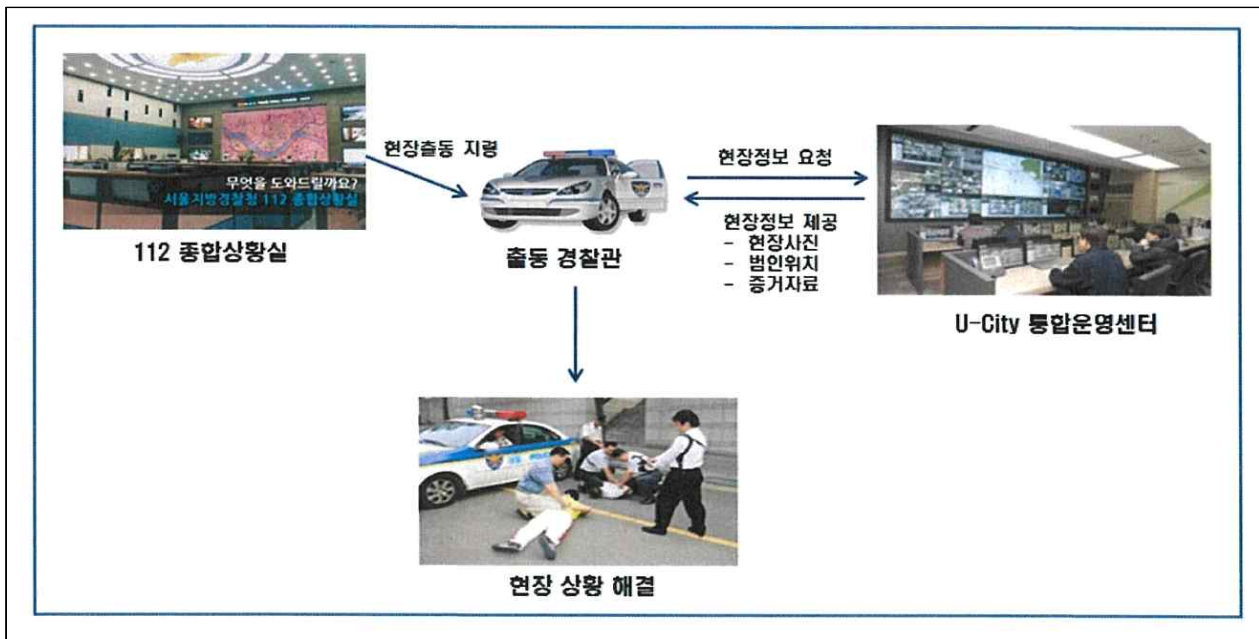 무엇을 도와드릴까요?
서울지방경찰청 112 종합상황실
112 종합상황실
현장출동 지령
출동 경찰관
현장정보 요청
현장정보 제공
- 현장사진
- 범인위치
- 증거자료
U-City 통합운영센터
현장 상황 해결